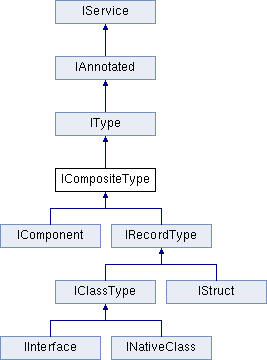 IService
IAnnotated
IType
ICompositeType
IComponent
IRecordType
IClassType
IStruct
IInterface
INativeClass